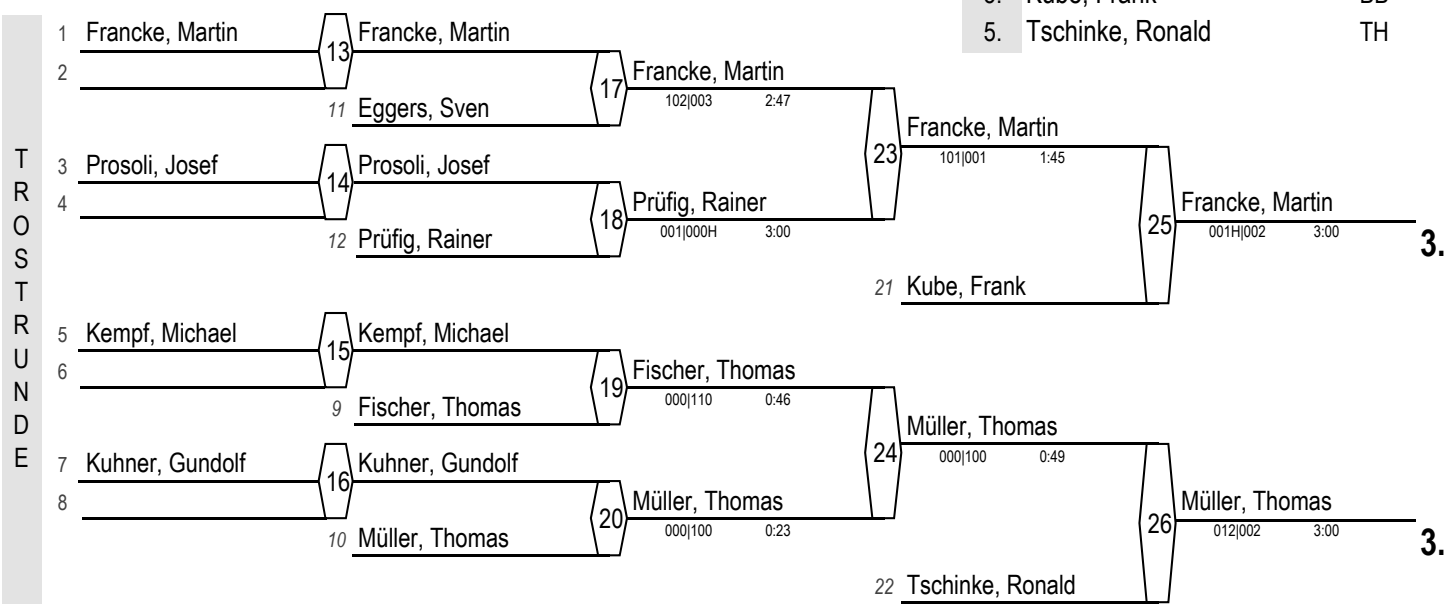 5. Tschinke, Ronald TH
TROSTRUNDE
1 Francke, Martin
2
13 Francke, Martin
11 Eggers, Sven
17 Francke, Martin
102|003 2:47
3 Prosoli, Josef
4
14 Prosoli, Josef
12 Prüfig, Rainer
18 Prüfig, Rainer
001|000H 3:00
23 Francke, Martin
101|001 1:45
21 Kube, Frank
25 Francke, Martin
001H|002 3:00
3.
5 Kempf, Michael
6
15 Kempf, Michael
9 Fischer, Thomas
19 Fischer, Thomas
000|110 0:46
7 Kuhner, Gundolf
8
16 Kuhner, Gundolf
10 Müller, Thomas
20 Müller, Thomas
000|100 0:23
24 Müller, Thomas
000|100 0:49
22 Tschinke, Ronald
26 Müller, Thomas
012|002 3:00
3.